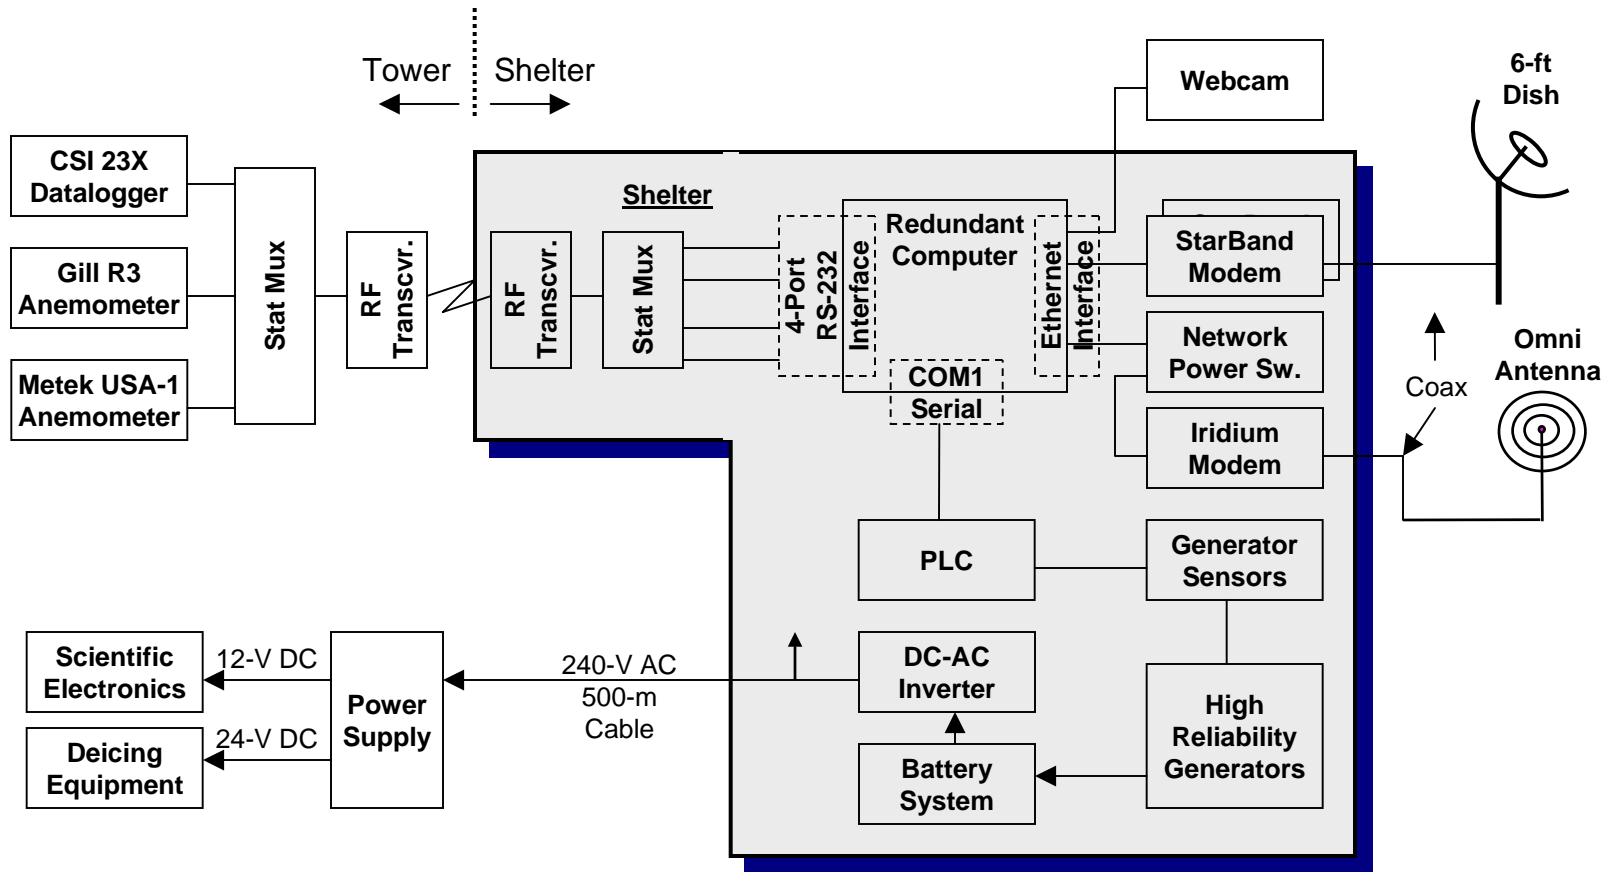 Tower
Shelter
Webcam
6-ft
Dish
CSI 23X
Datalogger
Gill R3
Anemometer
Metek USA-1
Anemometer
Stat Mux
RF
Transcvr.
Shelter
RF
Transcvr.
Stat Mux
4-Port
RS-232
Interface
Redundant
Computer
Ethernet
Interface
COM1
Serial
StarBand
Modem
Network
Power Sw.
Iridium
Modem
Coax
Omni
Antenna
PLC
Generator
Sensors
Scientific
Electronics
12-V DC
Deicing
Equipment
24-V DC
Power
Supply
240-V AC
500-m
Cable
DC-AC
Inverter
Battery
System
High
Reliability
Generators